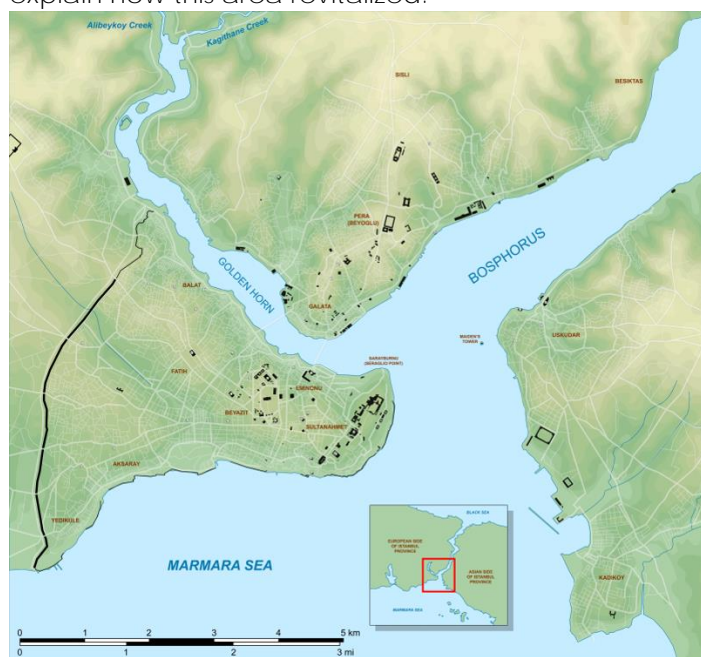 explain how this area revitalized.
Alibeykoy Creek
Kagithane Creek
SISLI
BESIKTAS
PERA
(BEYOGLU)
BOSPHORUS
GOLDEN HORN
BALAT
GALATA
USKUDAR
MAIDEN'S
TOWER
SARAYBURNU
(SERAGLIO POINT)
FATIH
EMINONU
BEYAZIT
SULTANAHMET
AKSARAY
YEDIKULE
BLACK SEA
EUROPEAN SIDE
OF ISTANBUL
PROVINCE
ASIAN SIDE
OF ISTANBUL
PROVINCE
MARMARA SEA
MARMARA SEA
KADIKOY
0 1 2 3 4 5 km
0 1 2 3 mi